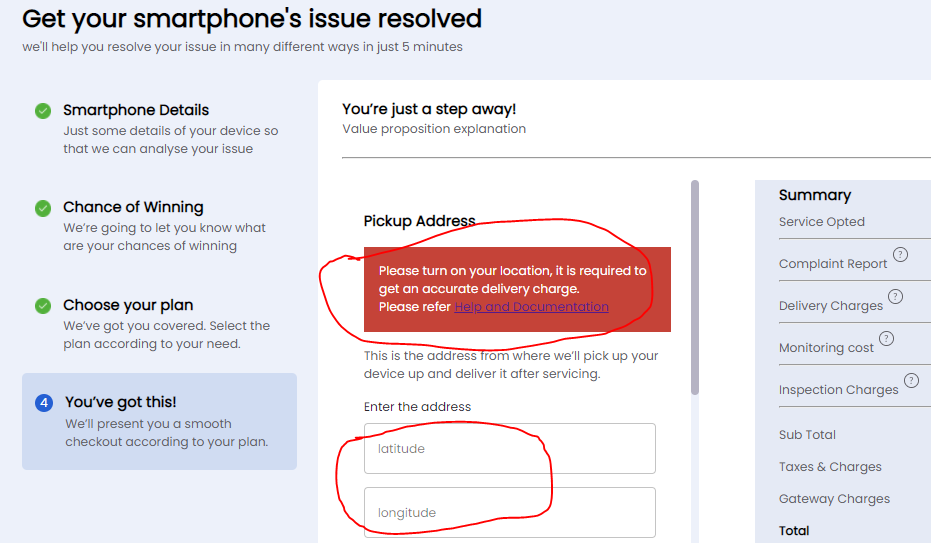 Get your smartphone's issue resolved
we'll help you resolve your issue in many different ways in just 5 minutes
Smartphone Details
Just some details of your device so
that we can analyse your issue
Chance of Winning
We're going to let you know what
are your chances of winning
Choose your plan
We've got you covered. Select the
plan according to your need.
4
You've got this!
We'll present you a smooth
checkout according to your plan.
You're just a step away!
Value proposition explanation
Pickup Address
Please turn on your location, it is required to
get an accurate delivery charge.
Please refer Help and Documentation
This is the address from where we'll pick up your
device up and deliver it after servicing.
Enter the address
latitude
longitude
Summary
Service Opted
Complaint Report ?
Delivery Charges ?
Monitoring cost ?
Inspection Charges ?
Sub Total
Taxes & Charges
Gateway Charges
Total